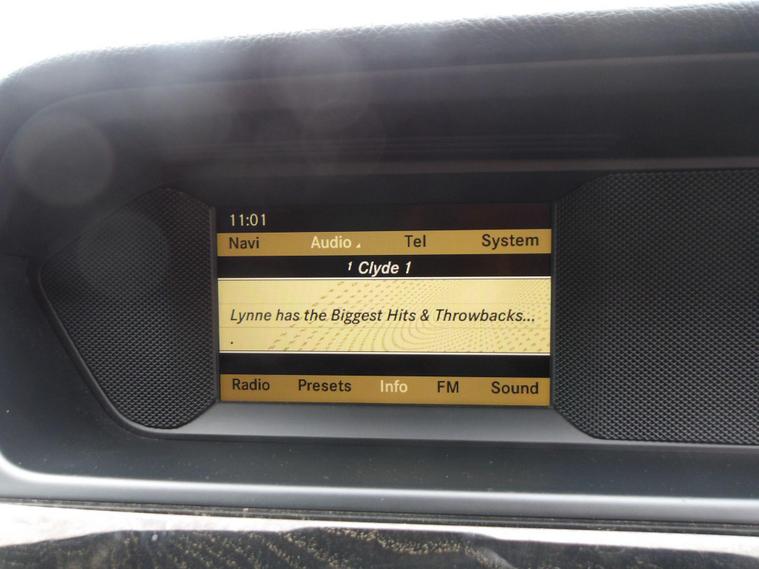 11:01
Navi Audio Tel System
1 Clyde 1
Lynne has the Biggest Hits & Throwbacks...
.
Radio Presets Info FM Sound